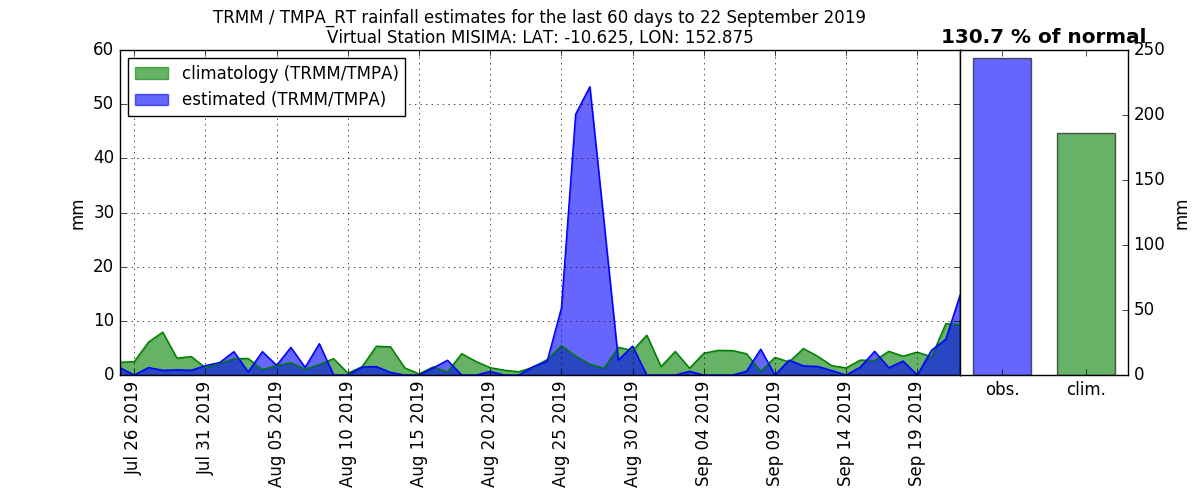 TRMM / TMPA_RT rainfall estimates for the last 60 days to 22 September 2019
Virtual Station MISIMA: LAT: -10.625, LON: 152.875
130.7 % of normal
climatology (TRMM/TMPA)
estimated (TRMM/TMPA)
60
50
40
30
20
10
0
mm
Jul 26 2019
Jul 31 2019
Aug 05 2019
Aug 10 2019
Aug 15 2019
Aug 20 2019
Aug 25 2019
Aug 30 2019
Sep 04 2019
Sep 09 2019
Sep 14 2019
Sep 19 2019
obs.
clim.
250
200
150
100
50
0
mm